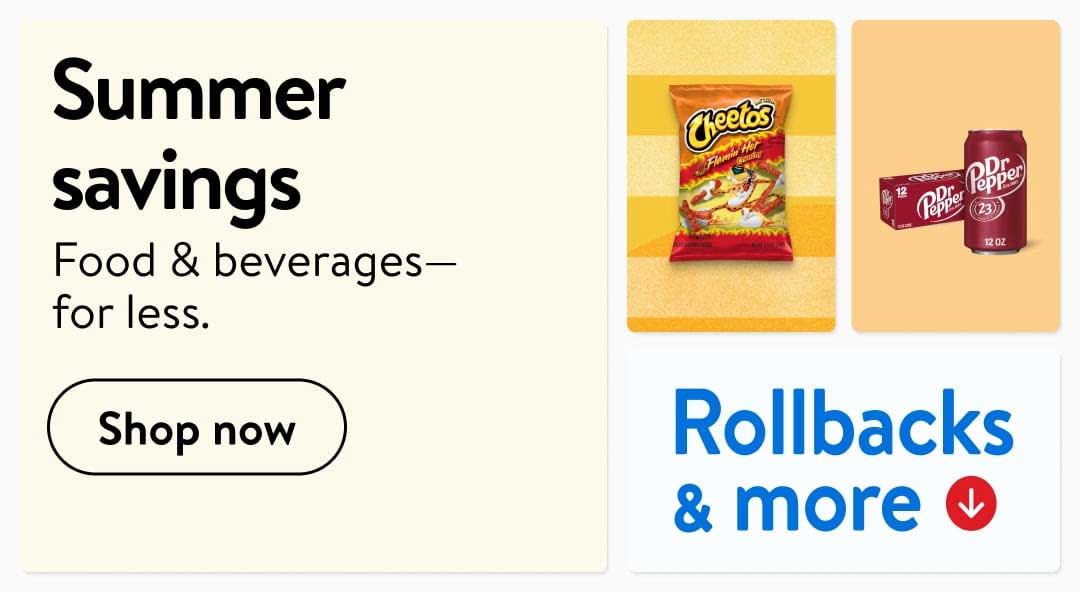 Summer
savings
Food & beverages—
for less.
Shop now
Cheetos
Flamin' Hot
Crunchy
12
Dr
Pepper
Dr
Pepper
23
12 OZ
Rollbacks
& more